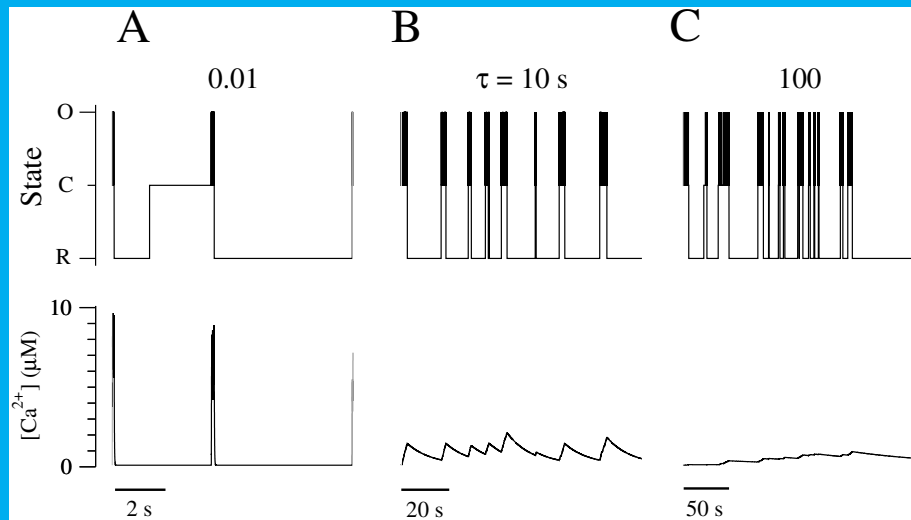 A B C
0.01 τ = 10 s 100
O
C
R
State
10
0
[Ca²⁺] (μM)
2 s 20 s 50 s